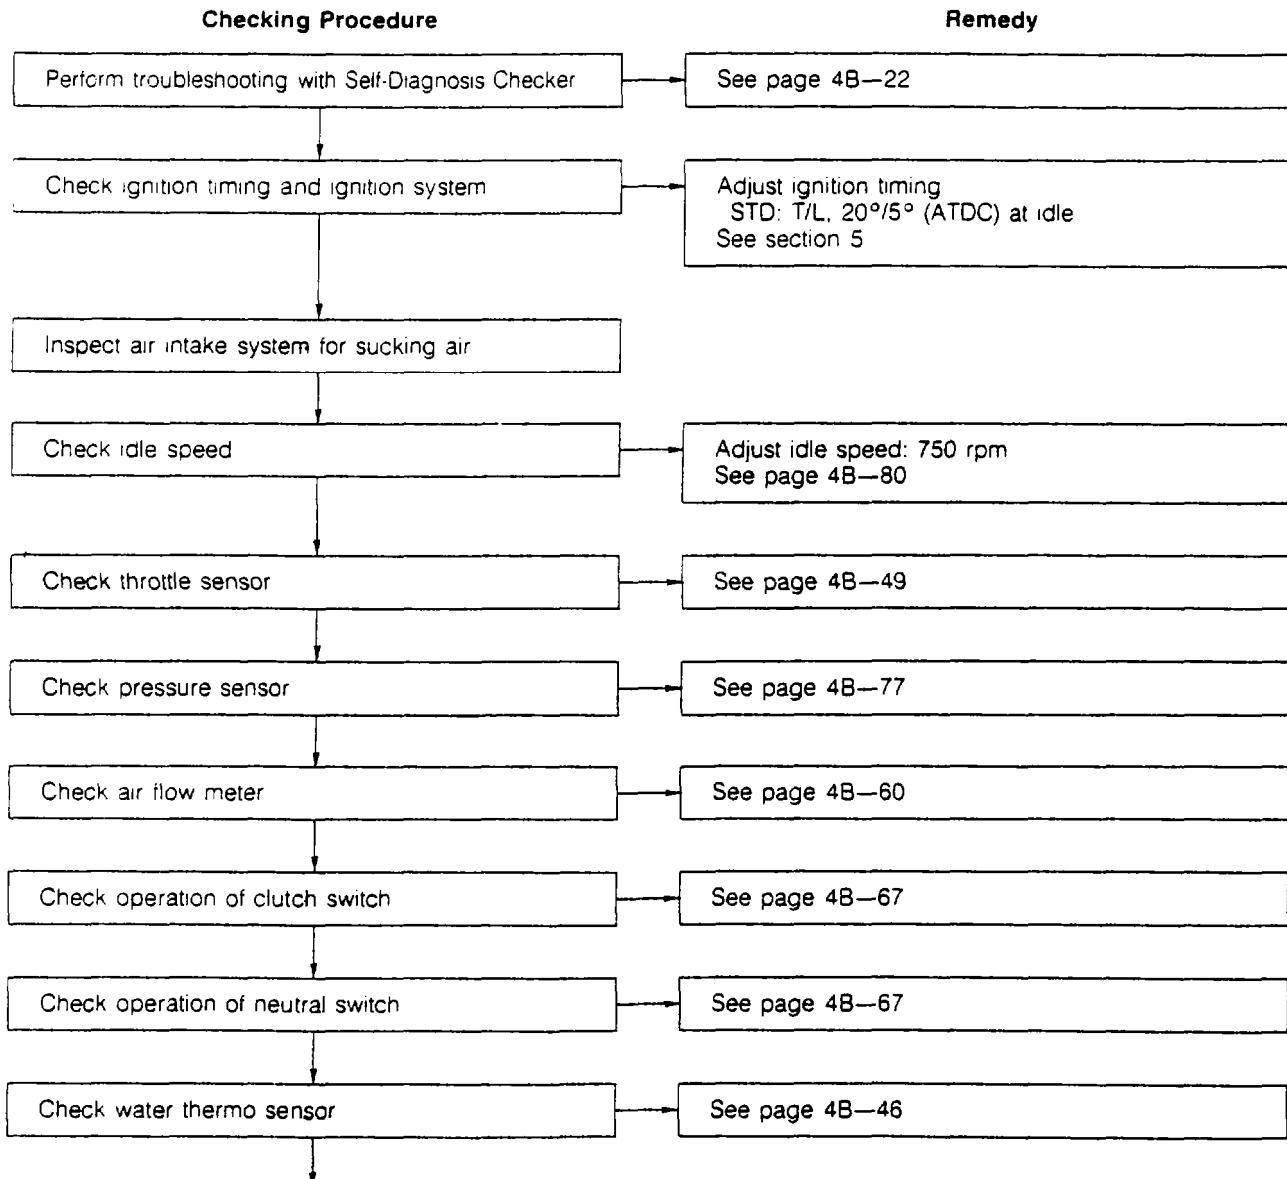 Checking Procedure
Remedy
Perform troubleshooting with Self-Diagnosis Checker
See page 4B—22
Check ignition timing and ignition system
Adjust ignition timing
STD: T/L, 20°/5° (ATDC) at idle
See section 5
Inspect air intake system for sucking air
Check idle speed
Adjust idle speed: 750 rpm
See page 4B—80
Check throttle sensor
See page 4B—49
Check pressure sensor
See page 4B—77
Check air flow meter
See page 4B—60
Check operation of clutch switch
See page 4B—67
Check operation of neutral switch
See page 4B—67
Check water thermo sensor
See page 4B—46